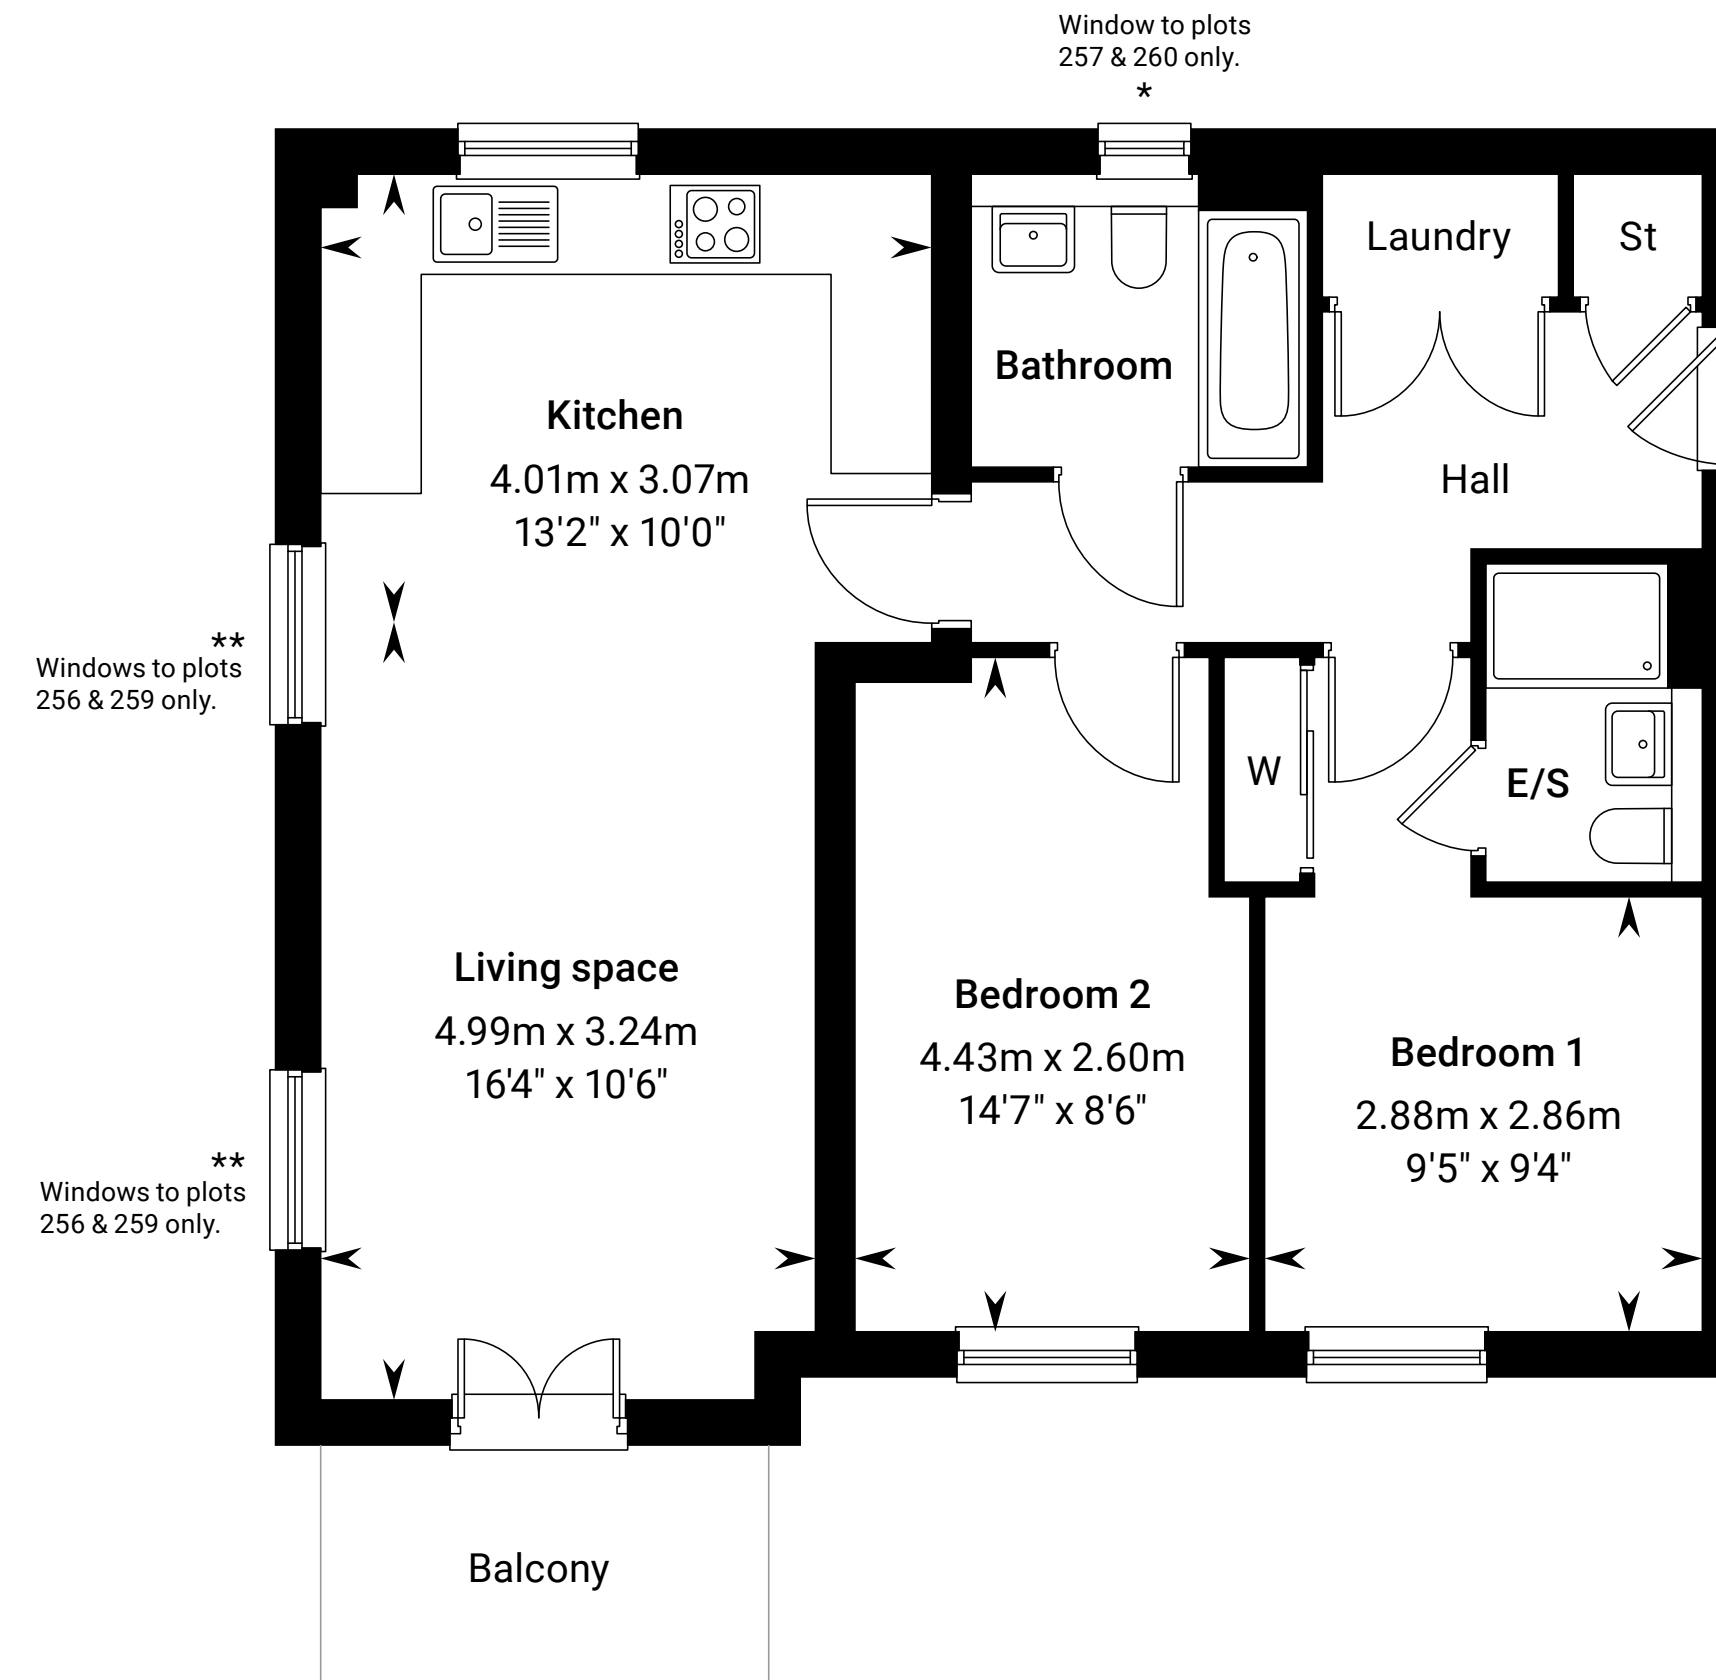 Window to plots
257 & 260 only.
*
Laundry
St
Bathroom
Kitchen
4.01m x 3.07m
13'2" x 10'0"
Hall
**
Windows to plots
256 & 259 only.
W
E/S
Living space
4.99m x 3.24m
16'4" x 10'6"
Bedroom 2
4.43m x 2.60m
14'7" x 8'6"
Bedroom 1
2.88m x 2.86m
9'5" x 9'4"
**
Windows to plots
256 & 259 only.
Balcony